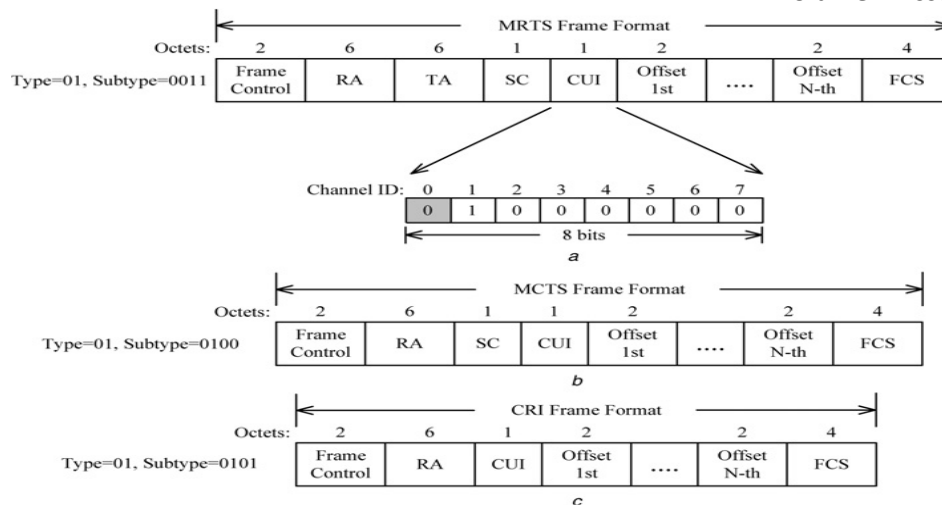 MRTS Frame Format
Octets: 2 6 6 1 1 2 2 4
Type=01, Subtype=0011 Frame Control RA TA SC CUI Offset 1st .... Offset N-th FCS
Channel ID: 0 1 2 3 4 5 6 7
0 1 0 0 0 0 0 0
8 bits
a
MCTS Frame Format
Octets: 2 6 1 1 2 2 4
Type=01, Subtype=0100 Frame Control RA SC CUI Offset 1st .... Offset N-th FCS
b
CRI Frame Format
Octets: 2 6 1 2 2 4
Type=01, Subtype=0101 Frame Control RA CUI Offset 1st .... Offset N-th FCS
c